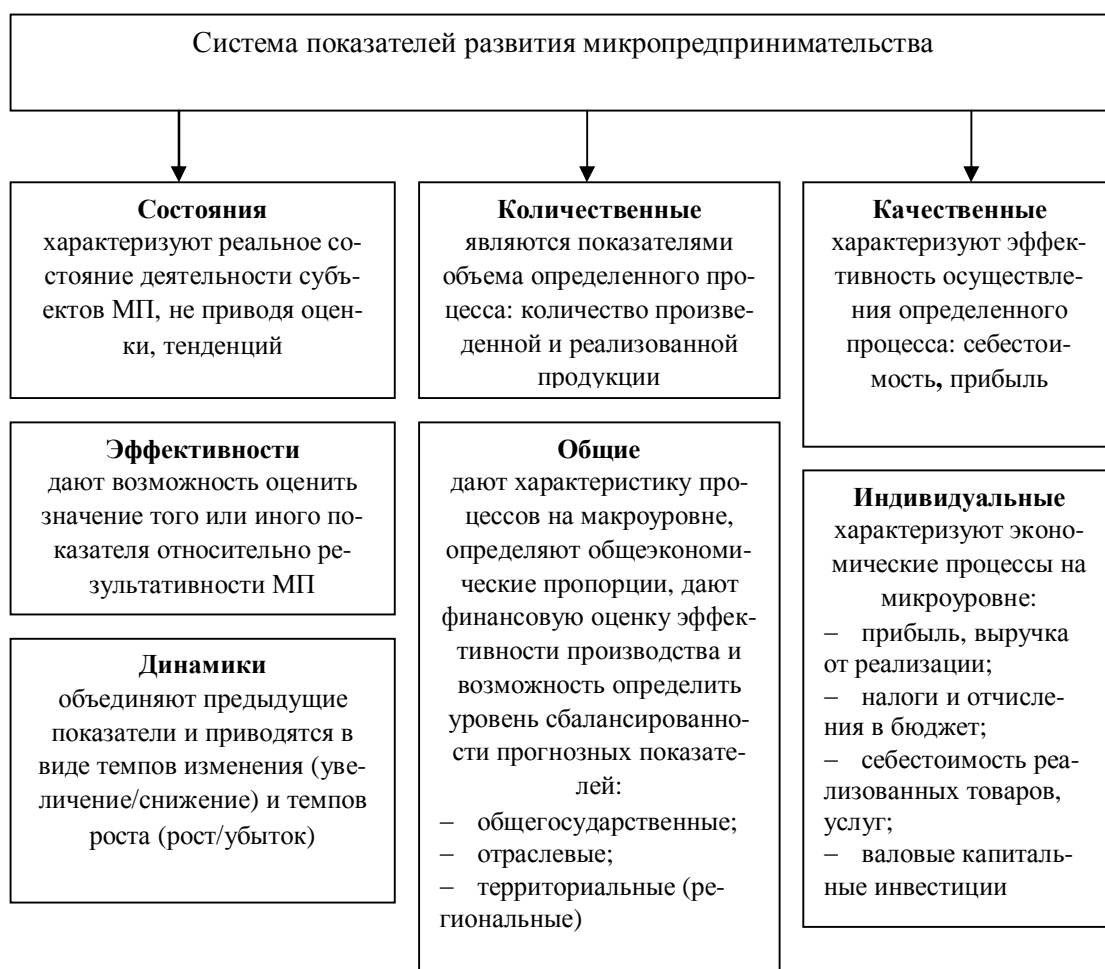 Система показателей развития микропредпринимательства
Состояния
характеризуют реальное со-
стояние деятельности субъ-
ектов МП, не приводя оцен-
ки, тенденций
Эффективности
дают возможность оценить
значение того или иного по-
казателя относительно ре-
зультативности МП
Динамики
объединяют предыдущие
показатели и приводятся в
виде темпов изменения (уве-
личение/снижение) и темпов
роста (рост/убыток)
Количественные
являются показателями
объема определенного про-
цесса: количество произве-
денной и реализованной
продукции
Общие
дают характеристику про-
цессов на макроуровне,
определяют общеэкономи-
ческие пропорции, дают
финансовую оценку эффек-
тивности производства и
возможность определить
уровень сбалансированно-
сти прогнозных показате-
лей:
− общегосударственные;
− отраслевые;
− территориальные (ре-
гиональные)
Качественные
характеризуют эффек-
тивность осуществле-
ния определенного
процесса: себестои-
мость, прибыль
Индивидуальные
характеризуют эконо-
мические процессы на
микроуровне:
− прибыль, выручка
от реализации;
− налоги и отчисле-
ния в бюджет;
− себестоимость реа-
лизованных товаров,
услуг;
− валовые капиталь-
ные инвестиции